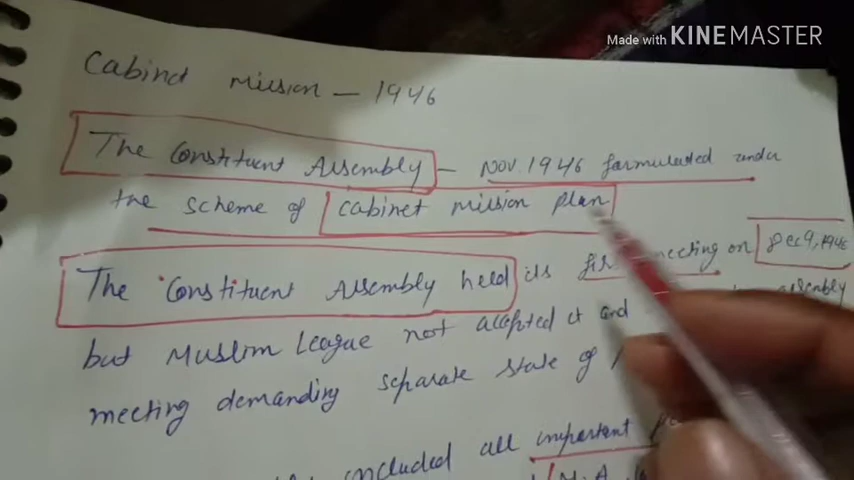 Made with KINEMASTER
Cabinet mission - 1946
The Constituent Assembly - Nov. 1946 formulated under
the scheme of cabinet mission plan
The Constituent Assembly held its meeting on Dec 9, 1946
but Muslim League not accepted it and assembly
meeting demanding separate state of
included all important